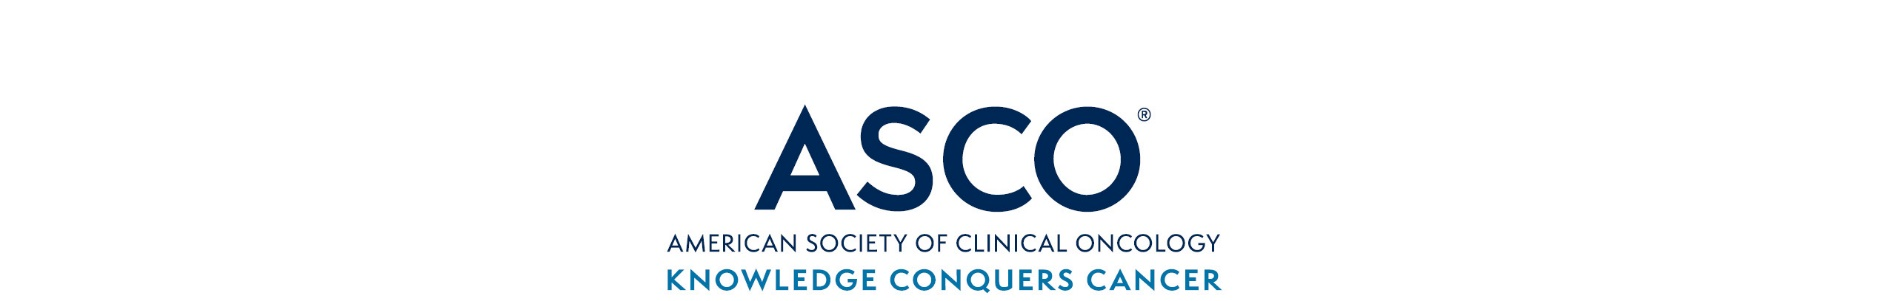 ASCO®
AMERICAN SOCIETY OF CLINICAL ONCOLOGY
KNOWLEDGE CONQUERS CANCER